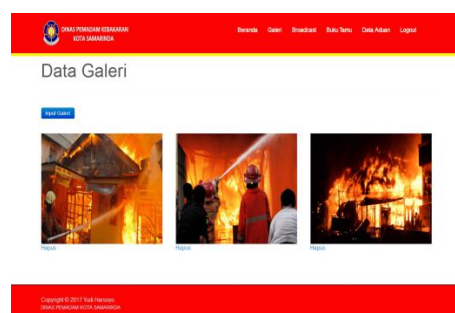 DINAS PEMADAM KEBAKARAN
KOTA SAMARINDA
Beranda Galeri Broadcast Buku Tamu Data Aduan Logout
Data Galeri
Input Galeri
Hapus Hapus Hapus
Copyright © 2017 Yudi Harsoyo
DINAS PEMADAM KOTA SAMARINDA